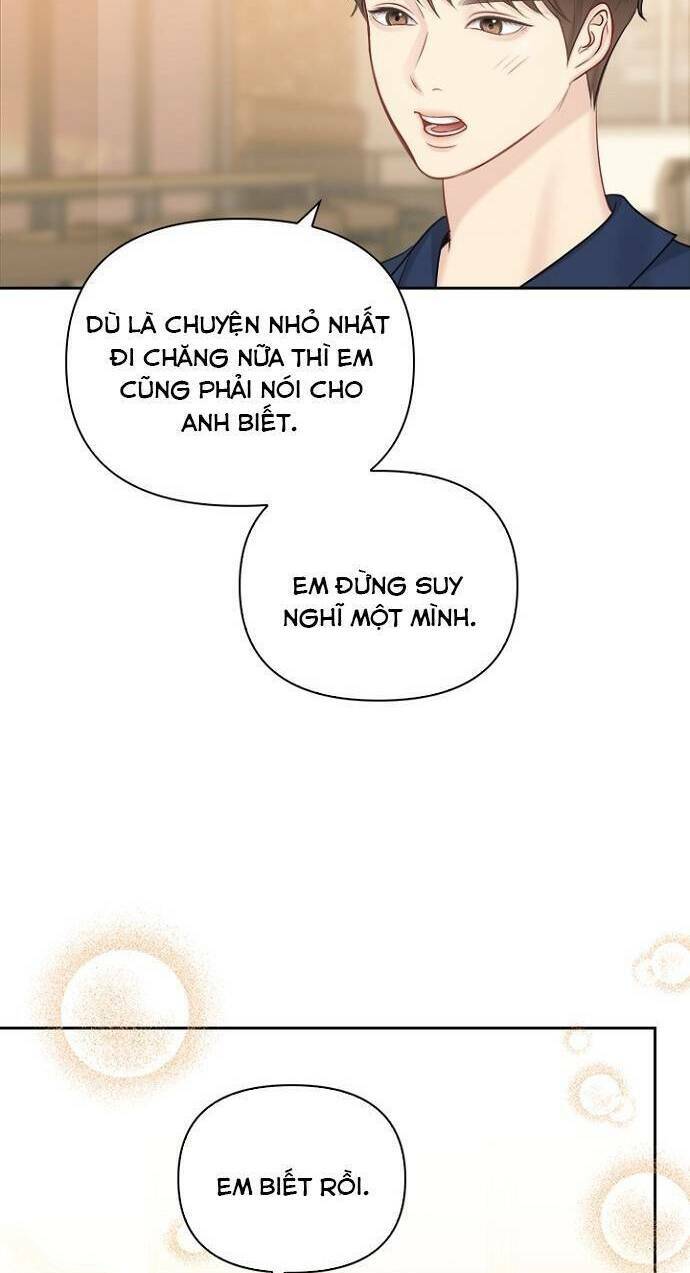 DÙ LÀ CHUYỆN NHỎ NHẤT
ĐI CHĂNG NỮA THÌ EM
CŨNG PHẢI NÓI CHO
ANH BIẾT.
EM ĐỪNG SUY
NGHĨ MỘT MÌNH.
EM BIẾT RỒI.